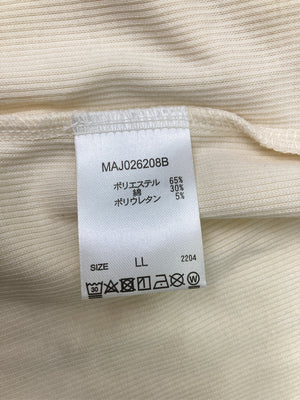 MAJ026208B
ポリエステル 65%
綿 30%
ポリウレタン 5%
SIZE LL 2204
30 W